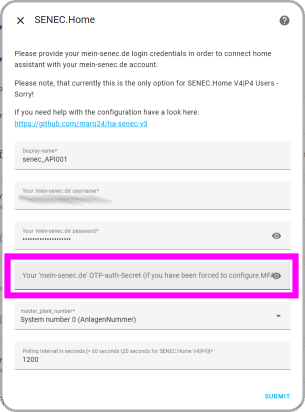 SENEC.Home
Please provide your mein-senec.de login credentials in order to connect home
assistant with your mein-senec.de account.
Please note, that currently this is the only option for SENEC.Home V4|P4 Users -
Sorry!
If you need help with the configuration have a look here:
https://github.com/marq24/ha-senec-v3
Display name*
senec_API001
Your 'mein-senec.de' username*
Your 'mein-senec.de' password*
Your 'mein-senec.de' OTP-auth-Secret (if you have been forced to configure MFA
master_plant_number*
System number 0 (AnlagenNummer)
Polling Interval in seconds [> 60 seconds (20 seconds for SENEC.Home V4|P4)]*
1200
SUBMIT